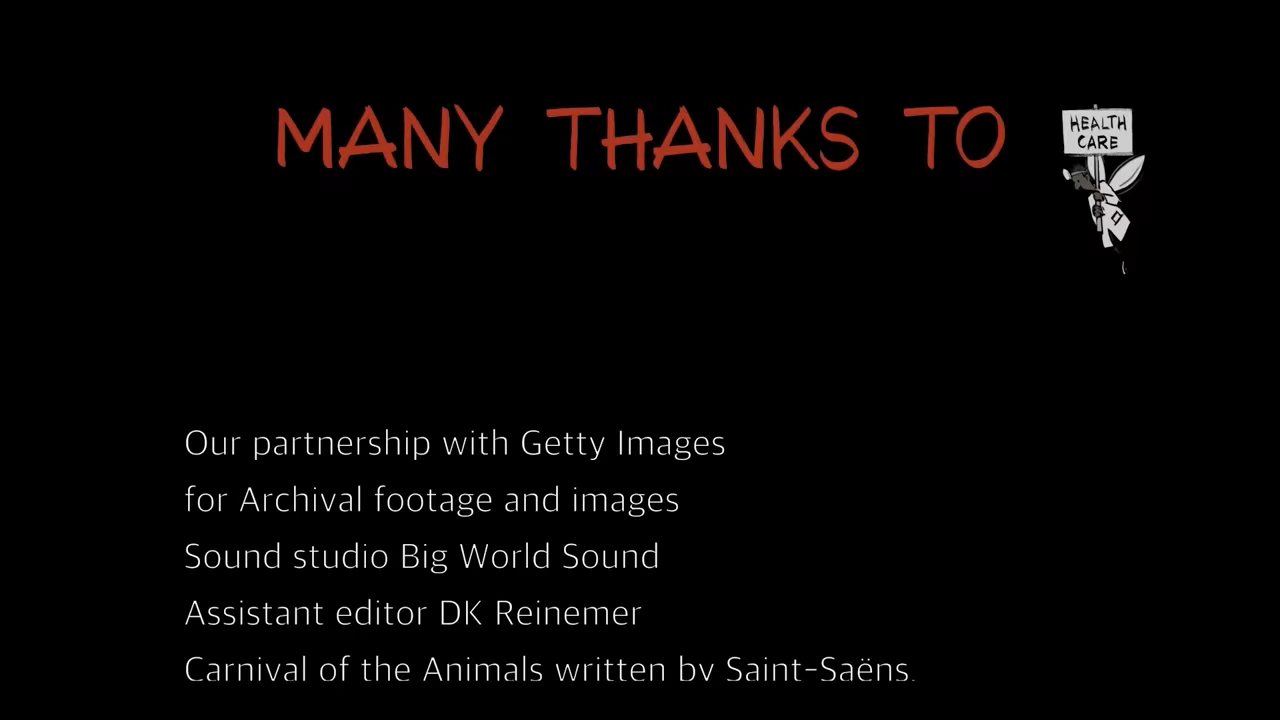 MANY THANKS TO
HEALTH
CARE
Our partnership with Getty Images
for Archival footage and images
Sound studio Big World Sound
Assistant editor DK Reinemer
Carnival of the Animals written by Saint-Saëns.